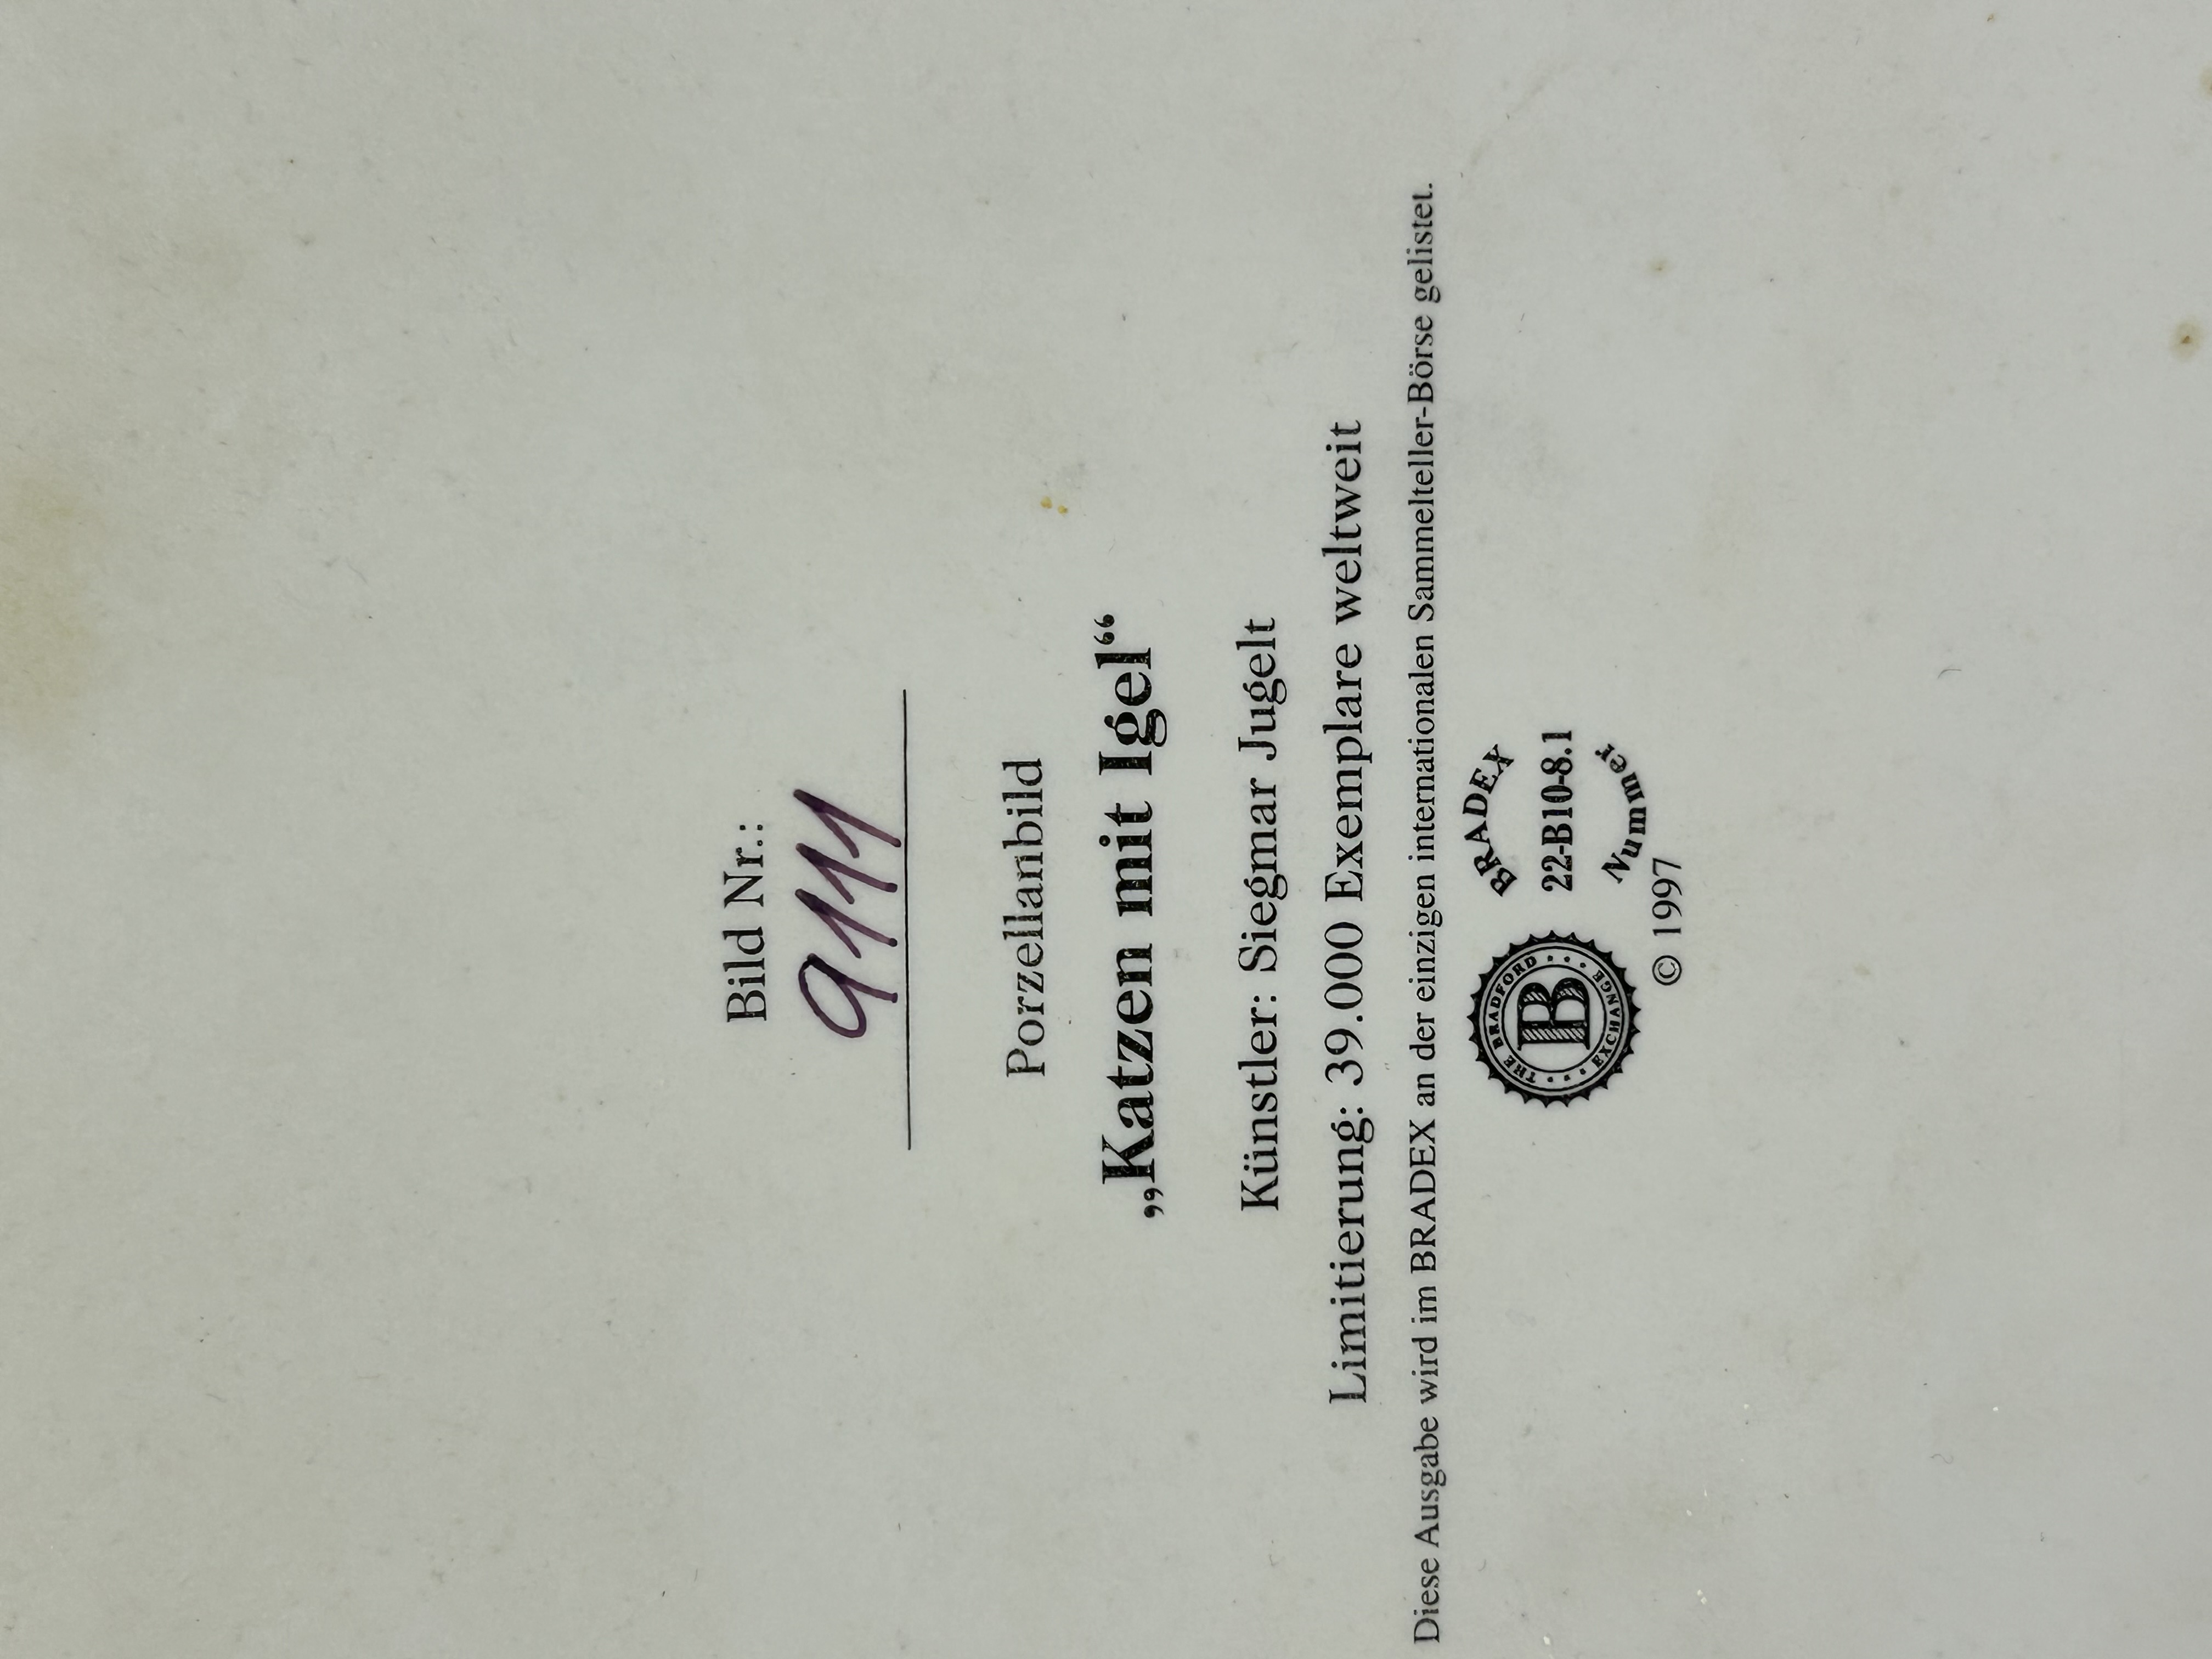 Bild Nr.:
9111
Porzellanbild
„Katzen mit Igel“
Künstler: Siegmar Jugelt
Limitierung: 39.000 Exemplare weltweit
Diese Ausgabe wird im BRADEX an der einzigen internationalen Sammelteller-Börse gelistet.
THE BRADFORD
B
EXCHANGE
BRADEX
22-B10-8.1
Nummer
© 1997